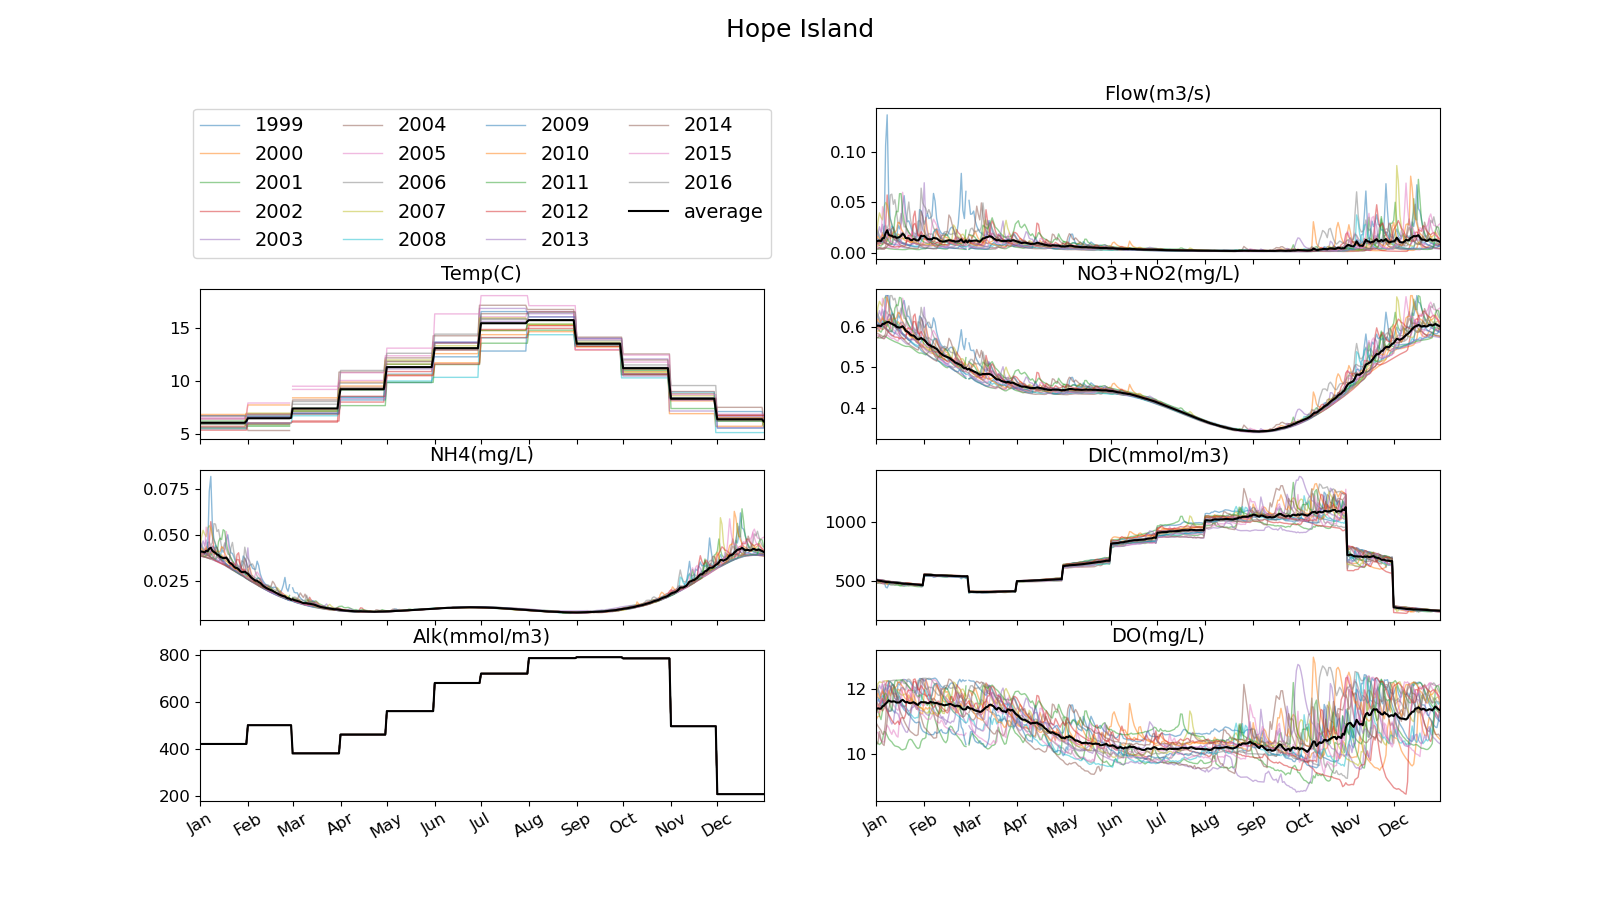 Hope Island
1999 2004 2009 2014
2000 2005 2010 2015
2001 2006 2011 2016
2002 2007 2012 average
2003 2008 2013
Flow(m3/s)
0.10
0.05
0.00
Temp(C)
15
10
5
NO3+NO2(mg/L)
0.6
0.5
0.4
NH4(mg/L)
0.075
0.050
0.025
DIC(mmol/m3)
1000
500
Alk(mmol/m3)
800
600
400
200
Jan Feb Mar Apr May Jun Jul Aug Sep Oct Nov Dec
DO(mg/L)
12
10
Jan Feb Mar Apr May Jun Jul Aug Sep Oct Nov Dec